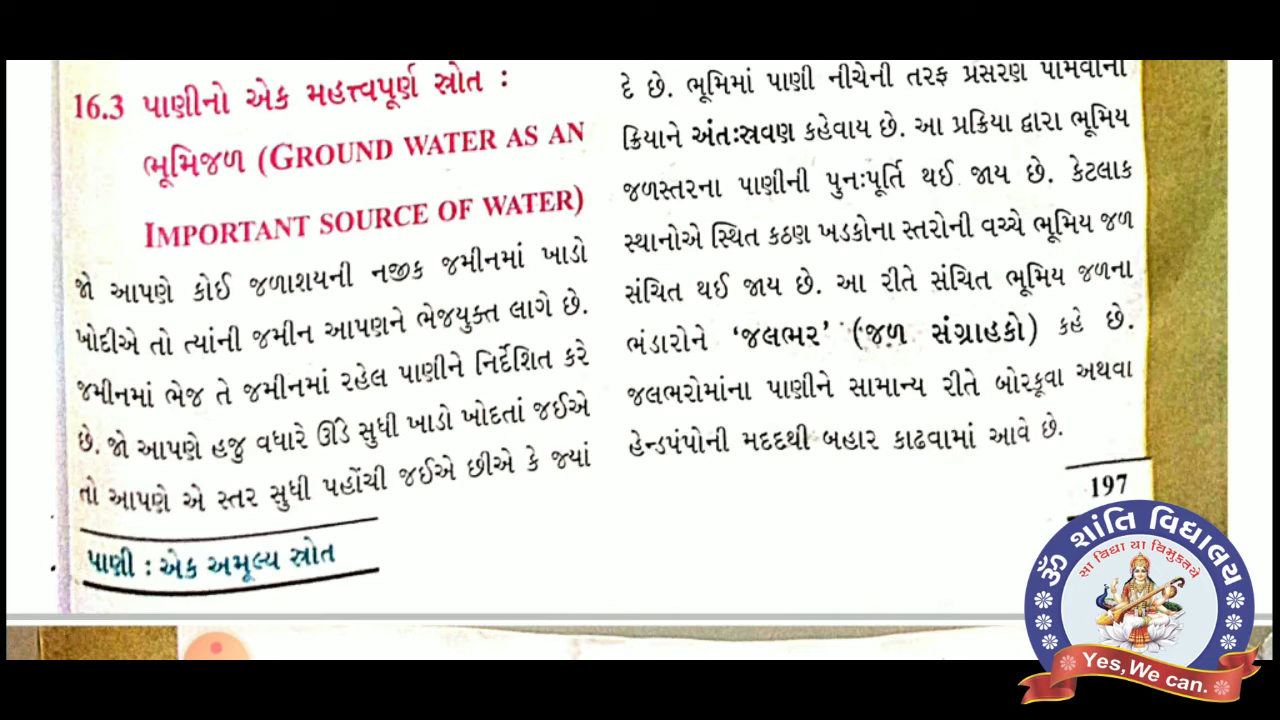 16.3 પાણીનો એક મહત્ત્વપૂર્ણ સ્રોત :
ભૂમિજળ (GROUND WATER AS AN
IMPORTANT SOURCE OF WATER)
જો આપણે કોઈ જળાશયની નજીક જમીનમાં ખાડો
ખોદીએ તો ત્યાંની જમીન આપણને ભેજયુક્ત લાગે છે.
જમીનમાં ભેજ તે જમીનમાં રહેલ પાણીને નિર્દેશિત કરે
છે. જો આપણે હજુ વધારે ઊંડે સુધી ખાડો ખોદતાં જઈએ
તો આપણે એ સ્તર સુધી પહોંચી જઈએ છીએ કે જ્યાં
પાણી : એક અમૂલ્ય સ્રોત
દે છે. ભૂમિમાં પાણી નીચેની તરફ પ્રસરણ પામવાની
ક્રિયાને અંતઃસ્રવણ કહેવાય છે. આ પ્રક્રિયા દ્વારા ભૂમિય
જળસ્તરના પાણીની પુનઃપૂર્તિ થઈ જાય છે. કેટલાક
સ્થાનોએ સ્થિત કઠણ ખડકોના સ્તરોની વચ્ચે ભૂમિય જળ
સંચિત થઈ જાય છે. આ રીતે સંચિત ભૂમિય જળના
ભંડારોને ‘જલભર’ (જળ સંગ્રાહકો) કહે છે.
જલભરોમાંના પાણીને સામાન્ય રીતે બોરકૂવા અથવા
હેન્ડપંપોની મદદથી બહાર કાઢવામાં આવે છે.
197
ૐ શાંતિ વિદ્યાલય
સા વિદ્યા યા વિમુક્તયે
Yes, We can.